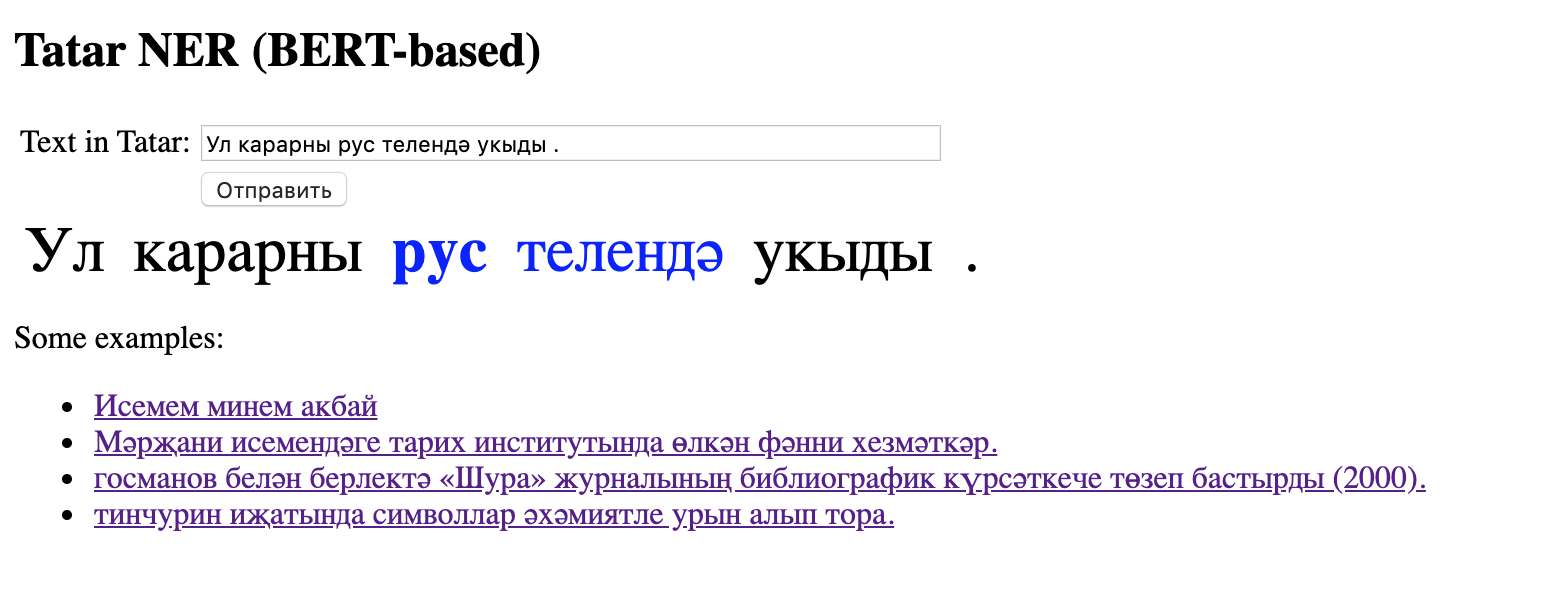 Tatar NER (BERT-based)
Text in Tatar: Ул карарны рус телендә укыды .
Отправить
Ул карарны рус телендә укыды .
Some examples:
Исемем минем акбай
Мәрҗани исемендәге тарих институтында өлкән фәнни хезмәткәр.
госманов белән берлектә «Шура» журналының библиографик күрсәткече төзеп бастырды (2000).
тинчурин иҗатында символлар әһәмиятле урын алып тора.